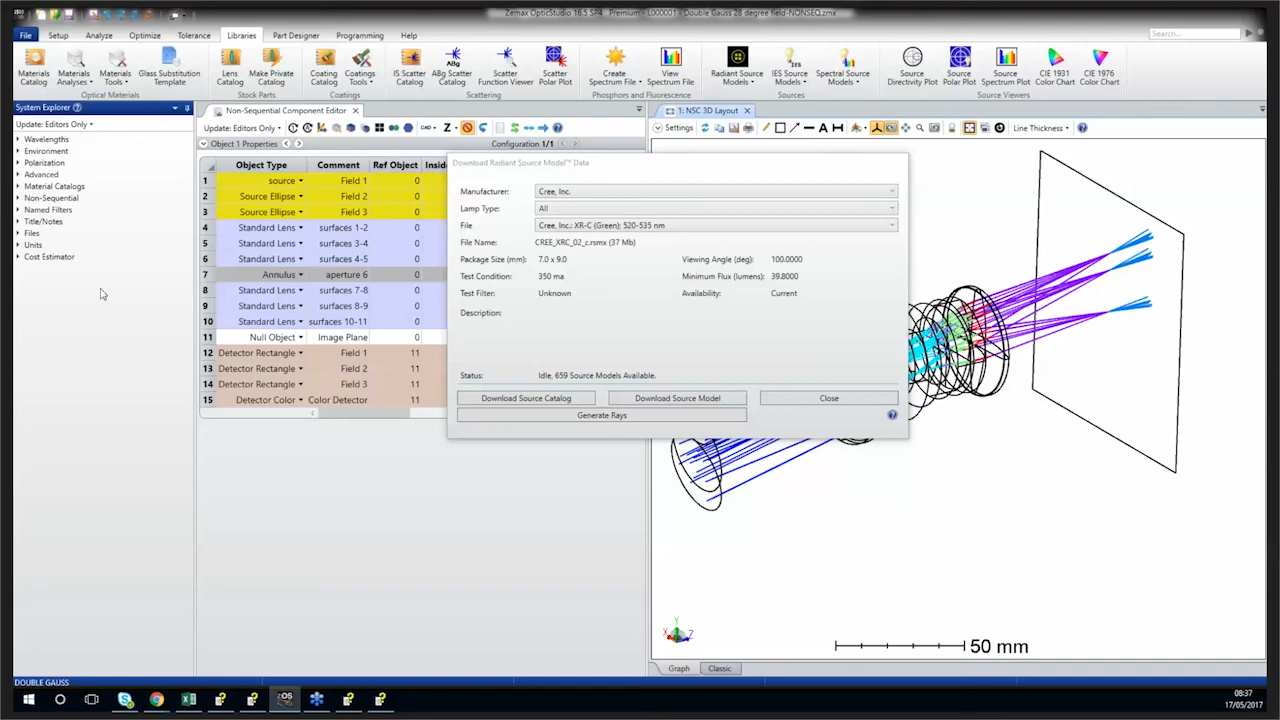 Zemax OpticStudio 16.5 SP4 - Premium - L000001 - Double Gauss 28 degree field-NONSEQ.zmx
File Setup Analyze Optimize Tolerance Libraries Part Designer Programming Help Search...
Materials Catalog Materials Analyses Materials Tools Glass Substitution Template Lens Catalog Make Private Catalog Coating Catalog Coatings Tools IS Scatter Catalog ABg Scatter Catalog Scatter Function Viewer Scatter Polar Plot Create Spectrum File View Spectrum File Radiant Source Models IES Source Models Spectral Source Models Source Directivity Plot Source Polar Plot Source Spectrum Plot CIE 1931 Color Chart CIE 1976 Color Chart
Optical Materials Stock Parts Coatings Scattering Phosphors and Fluorescence Sources Source Viewers
System Explorer
Update: Editors Only
Wavelengths
Environment
Polarization
Advanced
Material Catalogs
Non-Sequential
Named Filters
Title/Notes
Files
Units
Cost Estimator
Non-Sequential Component Editor
Update: Editors Only
Object 1 Properties Configuration 1/1
Object Type Comment Ref Object Insid
1 source Field 1 0
2 Source Ellipse Field 2 0
3 Source Ellipse Field 3 0
4 Standard Lens surfaces 1-2 0
5 Standard Lens surfaces 3-4 0
6 Standard Lens surfaces 4-5 0
7 Annulus aperture 6 0
8 Standard Lens surfaces 7-8 0
9 Standard Lens surfaces 8-9 0
10 Standard Lens surfaces 10-11 0
11 Null Object Image Plane 0
12 Detector Rectangle Field 1 11
13 Detector Rectangle Field 2 11
14 Detector Rectangle Field 3 11
15 Detector Color Color Detector 11
Download Radiant Source Model™ Data
Manufacturer: Cree, Inc.
Lamp Type: All
File Cree, Inc.: XR-C (Green); 520-535 nm
File Name: CREE_XRC_02_c.rsmx (37 Mb)
Package Size (mm): 7.0 x 9.0 Viewing Angle (deg): 100.0000
Test Condition: 350 ma Minimum Flux (lumens): 39.8000
Test Filter: Unknown Availability: Current
Description:
Status: Idle, 659 Source Models Available.
Download Source Catalog Download Source Model Close
Generate Rays
1: NSC 3D Layout
Settings Line Thickness
X Y Z
50 mm
Graph Classic
DOUBLE GAUSS
08:37
17/05/2017